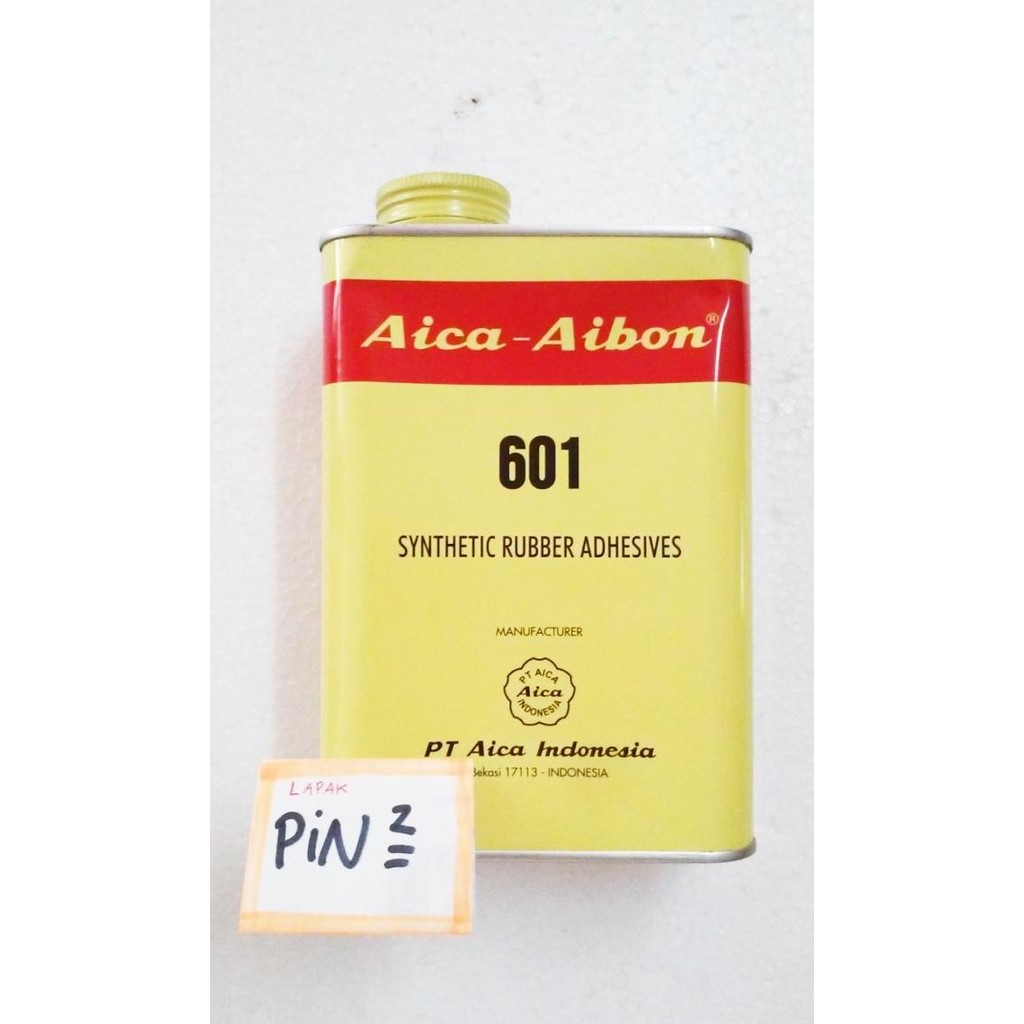 Aica-Aibon®
601
SYNTHETIC RUBBER ADHESIVES
MANUFACTURER
PT AICA
Aica
INDONESIA
PT Aica Indonesia
Bekasi 17113 - INDONESIA
LAPAK
PiN 2